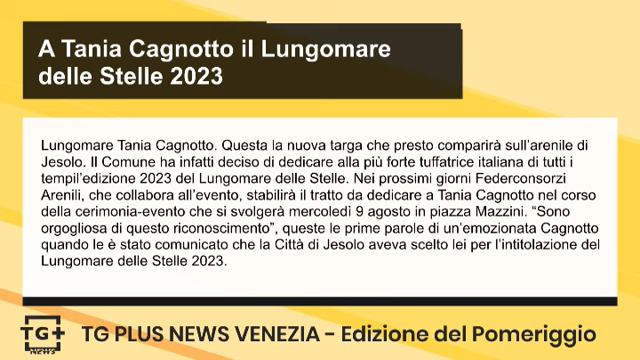 A Tania Cagnotto il Lungomare
delle Stelle 2023
Lungomare Tania Cagnotto. Questa la nuova targa che presto comparirà sull'arenile di
Jesolo. Il Comune ha infatti deciso di dedicare alla più forte tuffatrice italiana di tutti i
tempil'edizione 2023 del Lungomare delle Stelle. Nei prossimi giorni Federconsorzi
Arenili, che collabora all'evento, stabilirà il tratto da dedicare a Tania Cagnotto nel corso
della cerimonia-evento che si svolgerà mercoledì 9 agosto in piazza Mazzini. “Sono
orgogliosa di questo riconoscimento”, queste le prime parole di un'emozionata Cagnotto
quando le è stato comunicato che la Città di Jesolo aveva scelto lei per l'intitolazione del
Lungomare delle Stelle 2023.
TG+
NEWS
TG PLUS NEWS VENEZIA - Edizione del Pomeriggio